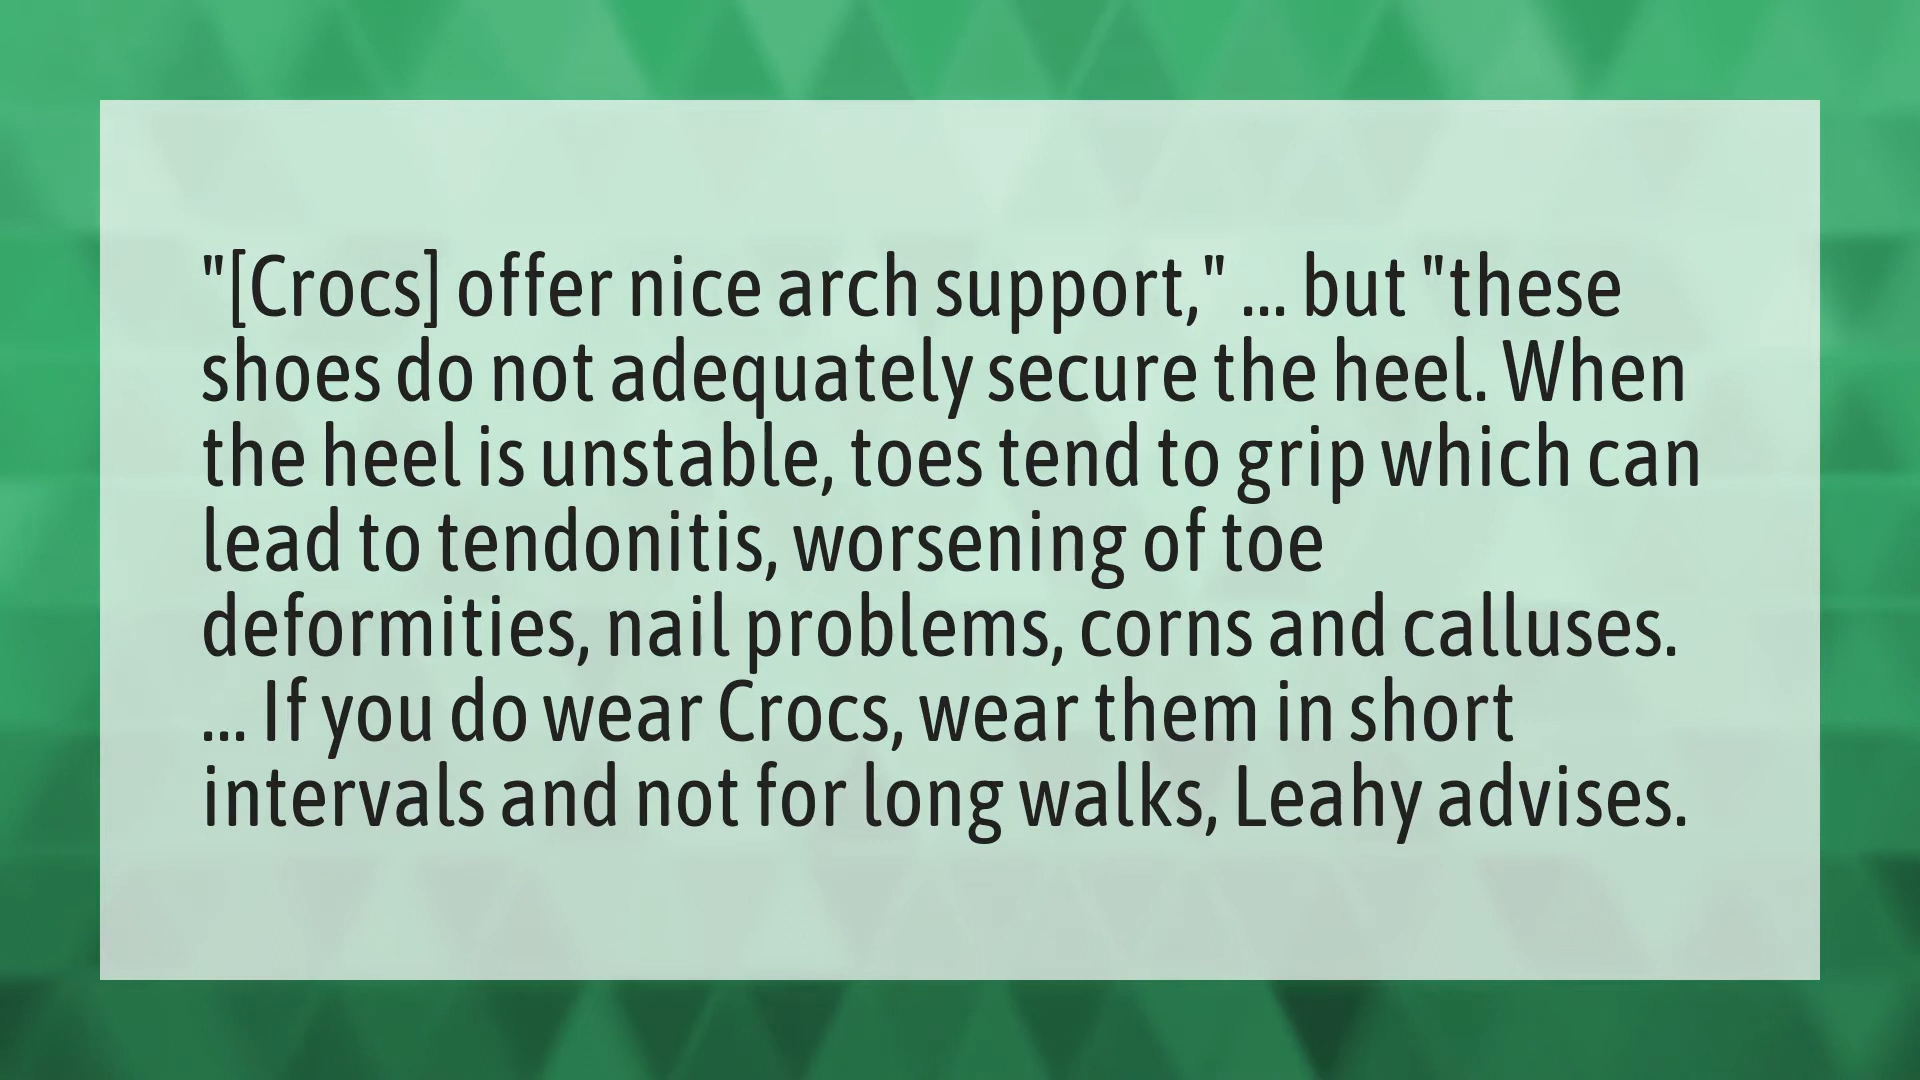 "[Crocs] offer nice arch support," ... but "these
shoes do not adequately secure the heel. When
the heel is unstable, toes tend to grip which can
lead to tendonitis, worsening of toe
deformities, nail problems, corns and calluses.
... If you do wear Crocs, wear them in short
intervals and not for long walks, Leahy advises.